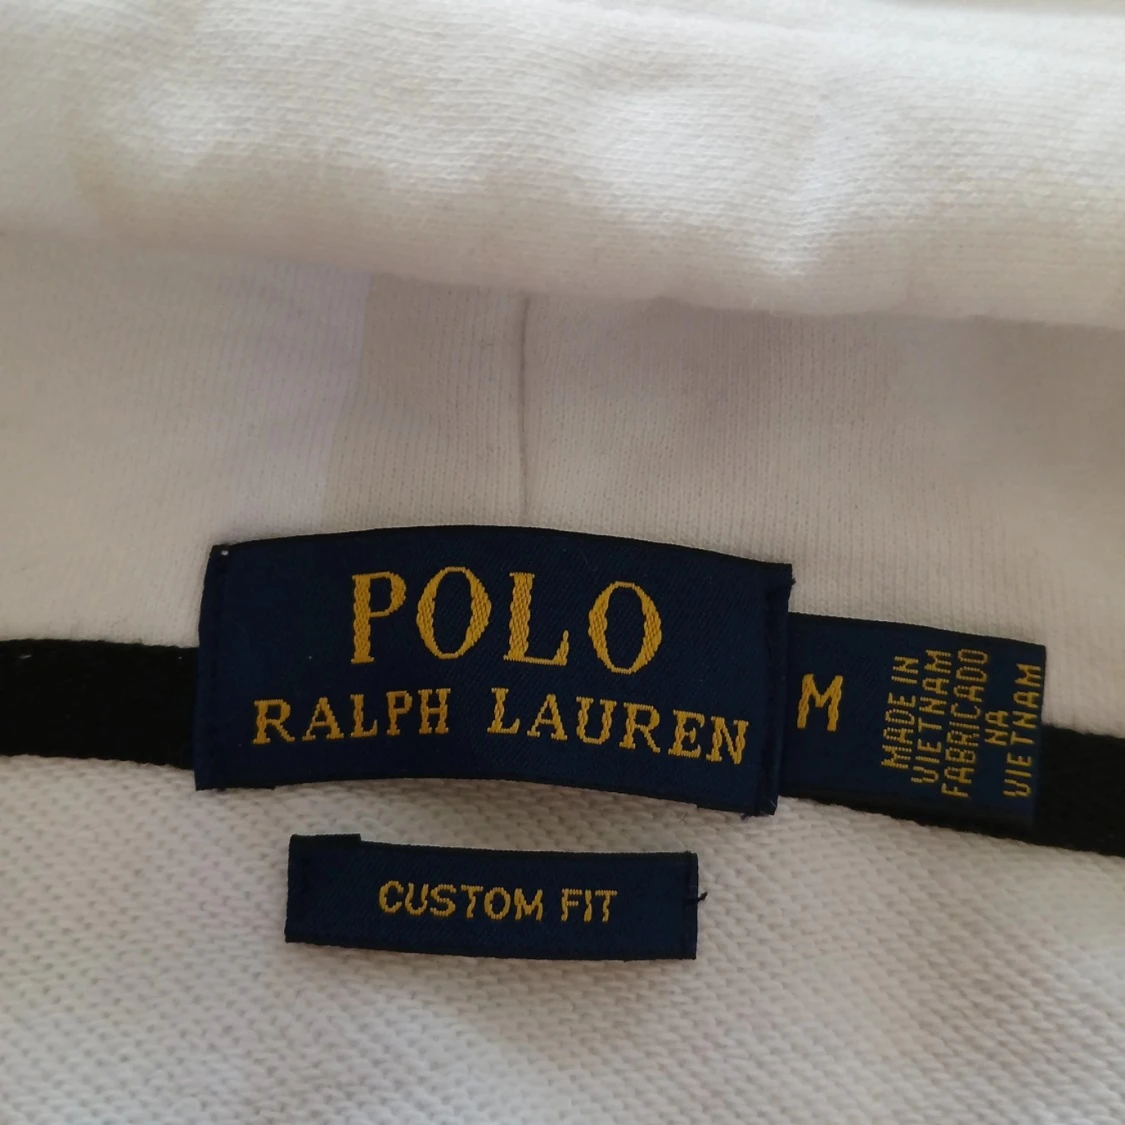 POLO
RALPH LAUREN
M
MADE IN
VIETNAM
FABRICADO
NA
VIETNAM
CUSTOM FIT